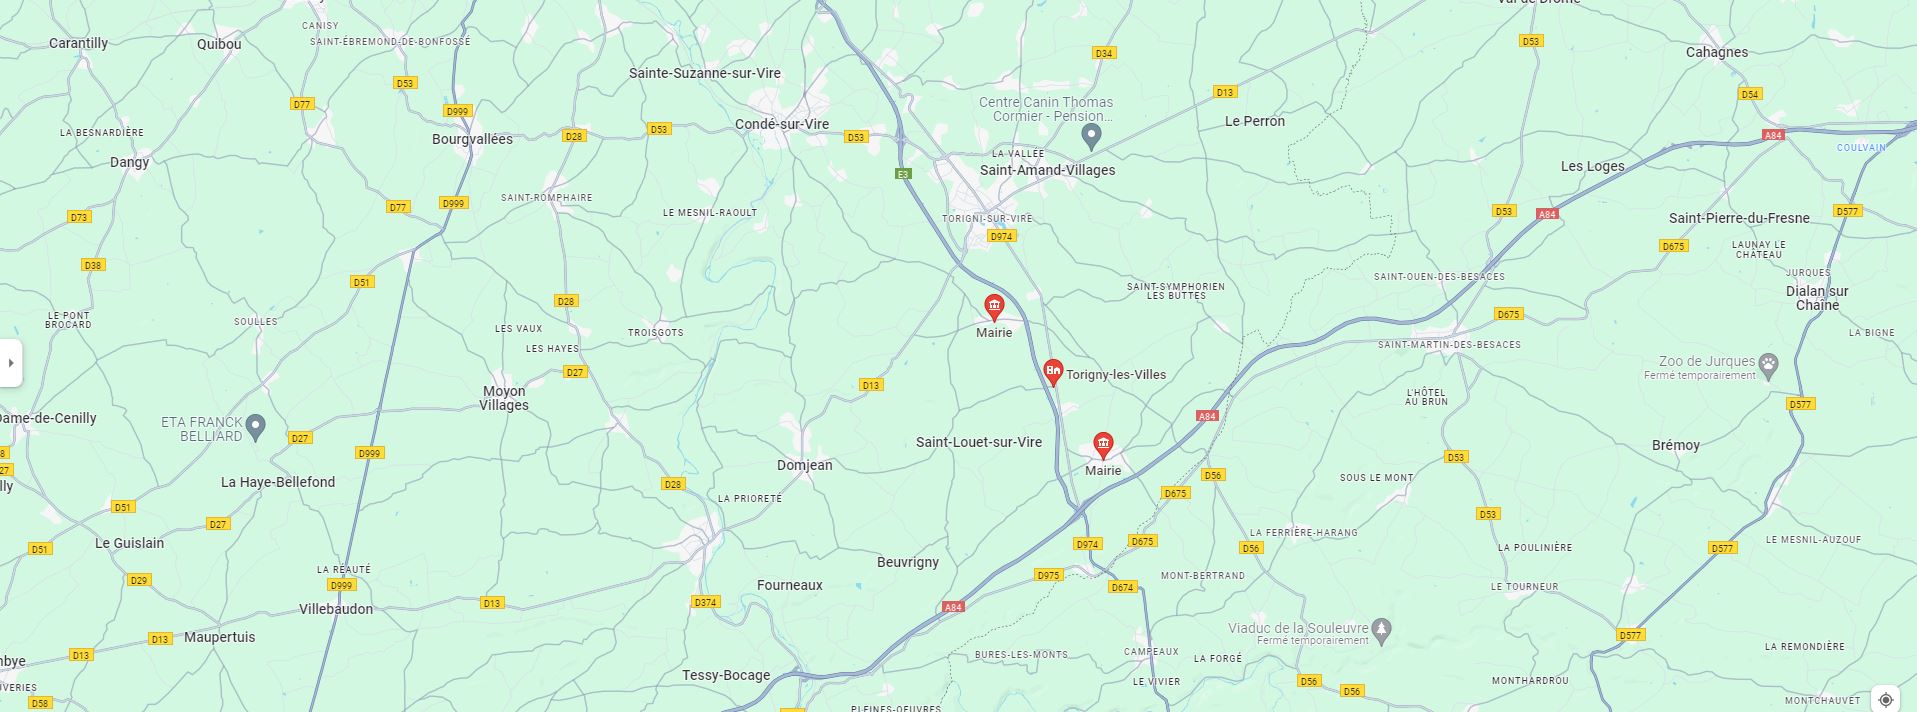 Val de Drôme
CANISY
Carantilly
Quibou
SAINT-ÉBREMOND-DE-BONFOSSÉ
D53
D34
Cahagnes
Sainte-Suzanne-sur-Vire
D53
D77
D999
D13
D54
Centre Canin Thomas
Cormier - Pension...
LA BESNARDIÈRE
Bourgvallées
D28
D53
Condé-sur-Vire
D53
Le Perron
A84
COULVAIN
Dangy
LA VALLÉE
Saint-Amand-Villages
Les Loges
E3
SAINT-ROMPHAIRE
D73
D77
D999
LE MESNIL-RAOULT
TORIGNI-SUR-VIRE
D974
D53
A84
Saint-Pierre-du-Fresne
D577
D675
LAUNAY LE
CHÂTEAU
D38
D51
D28
SAINT-SYMPHORIEN
LES BUTTES
SAINT-OUEN-DES-BESACES
JURQUES
Dialan sur
Chaîne
LE PONT
BROCARD
SOULLES
LES VAUX
TROISGOTS
Mairie
D675
LA BIGNE
LES HAYES
SAINT-MARTIN-DES-BESACES
D27
D13
Torigny-les-Villes
Zoo de Jurques
Fermé temporairement
Moyon
Villages
L'HÔTEL
AU BRUN
D577
Dame-de-Cenilly
ETA FRANCK
BELLIARD
D27
D999
Saint-Louet-sur-Vire
A84
Brémoy
8
27
lly
Domjean
Mairie
D53
La Haye-Bellefond
D28
LA PRIORETÉ
D675
D56
SOUS LE MONT
D51
D27
D53
Le Guislain
D51
D974
D675
D56
LA FERRIÈRE-HARANG
LA POULINIÈRE
D577
LE MESNIL-AUZOUF
LA REAUTÉ
D29
D999
Beuvrigny
Fourneaux
D975
D674
MONT-BERTRAND
LE TOURNEUR
Villebaudon
D13
D374
A84
Maupertuis
D13
D13
Viaduc de la Souleuvre
Fermé temporairement
D577
nbye
BURES-LES-MONTS
CAMPEAUX
LA FORGÉ
LA REMONDIÈRE
Tessy-Bocage
LE VIVIER
D56
D56
MONTHARDROU
UVERIES
D58
PLEINES-OEUVRES
MONTCHAUVET